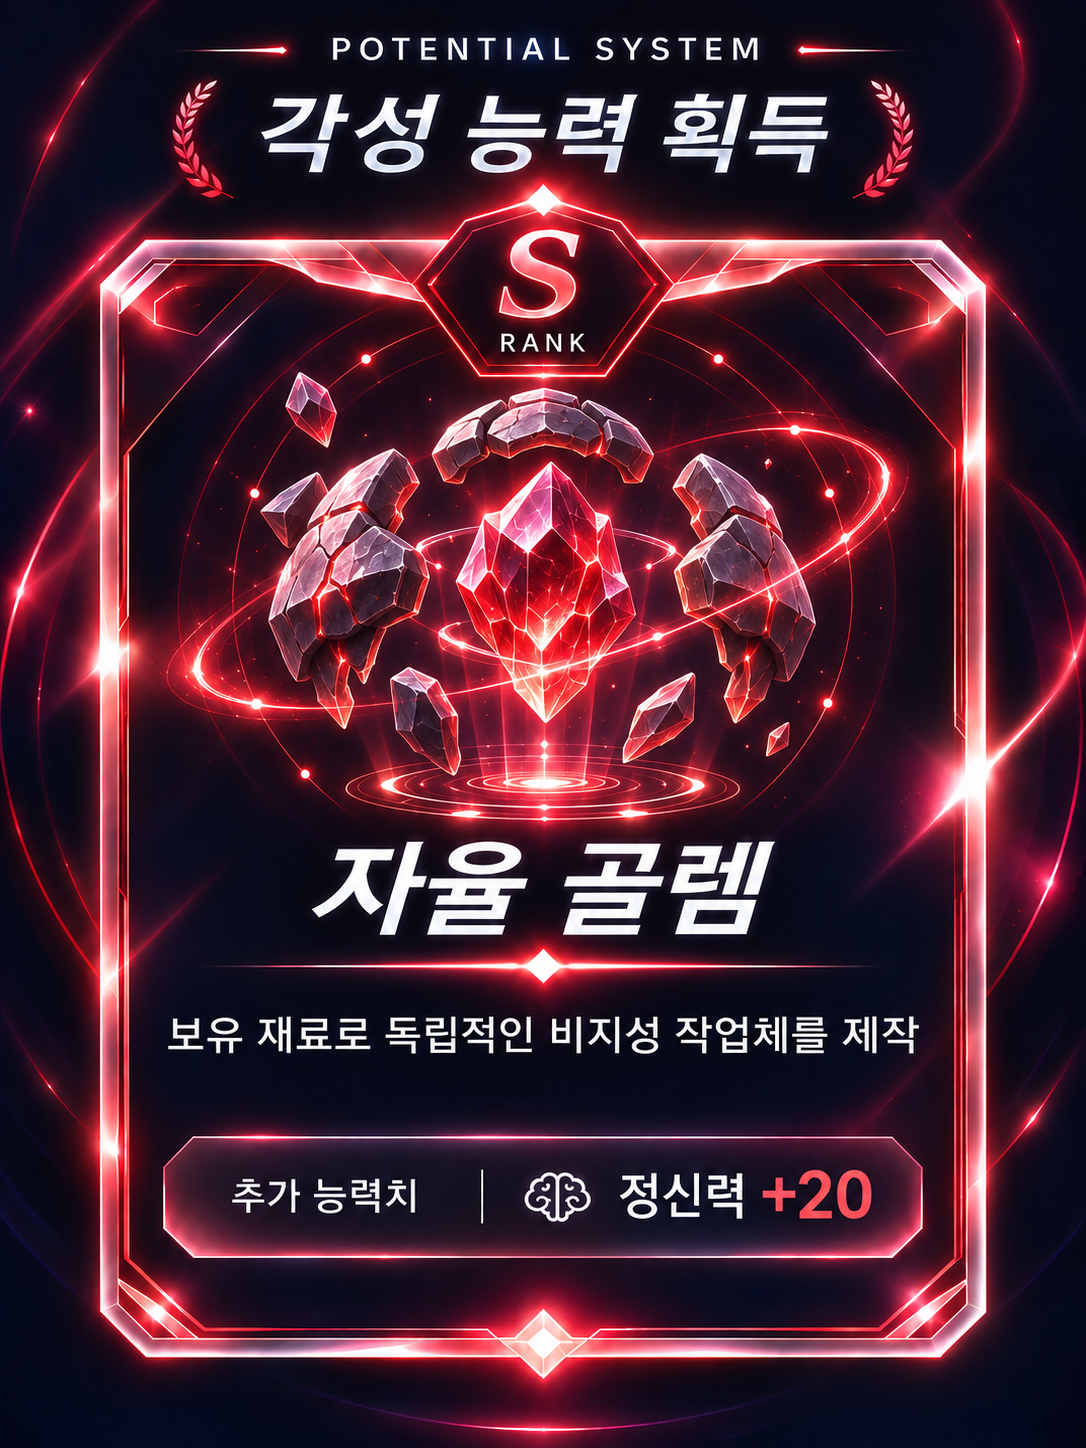 POTENTIAL SYSTEM
각성 능력 획득
S
RANK
자율 골렘
보유 재료로 독립적인 비지성 작업체를 제작
추가 능력치 정신력 +20